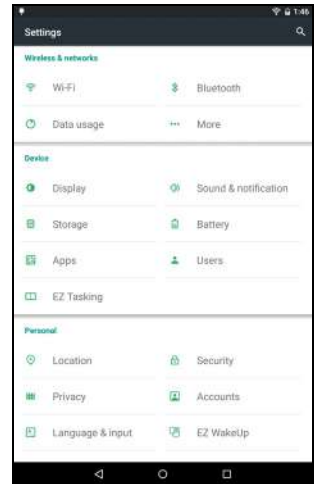 1:46
Settings
Wireless & networks
Wi-Fi Bluetooth
Data usage More
Device
Display Sound & notification
Storage Battery
Apps Users
EZ Tasking
Personal
Location Security
Privacy Accounts
Language & input EZ WakeUp